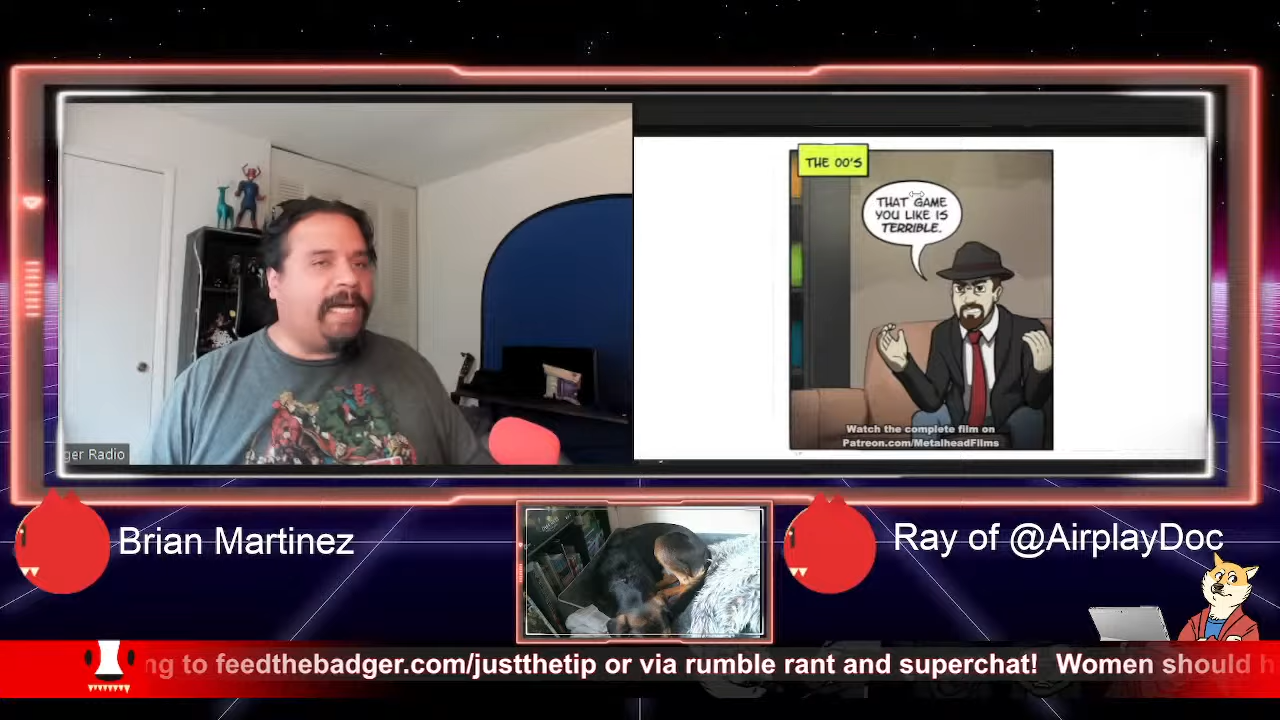 THE 00'S
THAT GAME
YOU LIKE IS
TERRIBLE.
Watch the complete film on
Patreon.com/MetalheadFilms
ger Radio
Brian Martinez
Ray of @AirplayDoc
ng to feedthebadger.com/justthetip or via rumble rant and superchat! Women should h